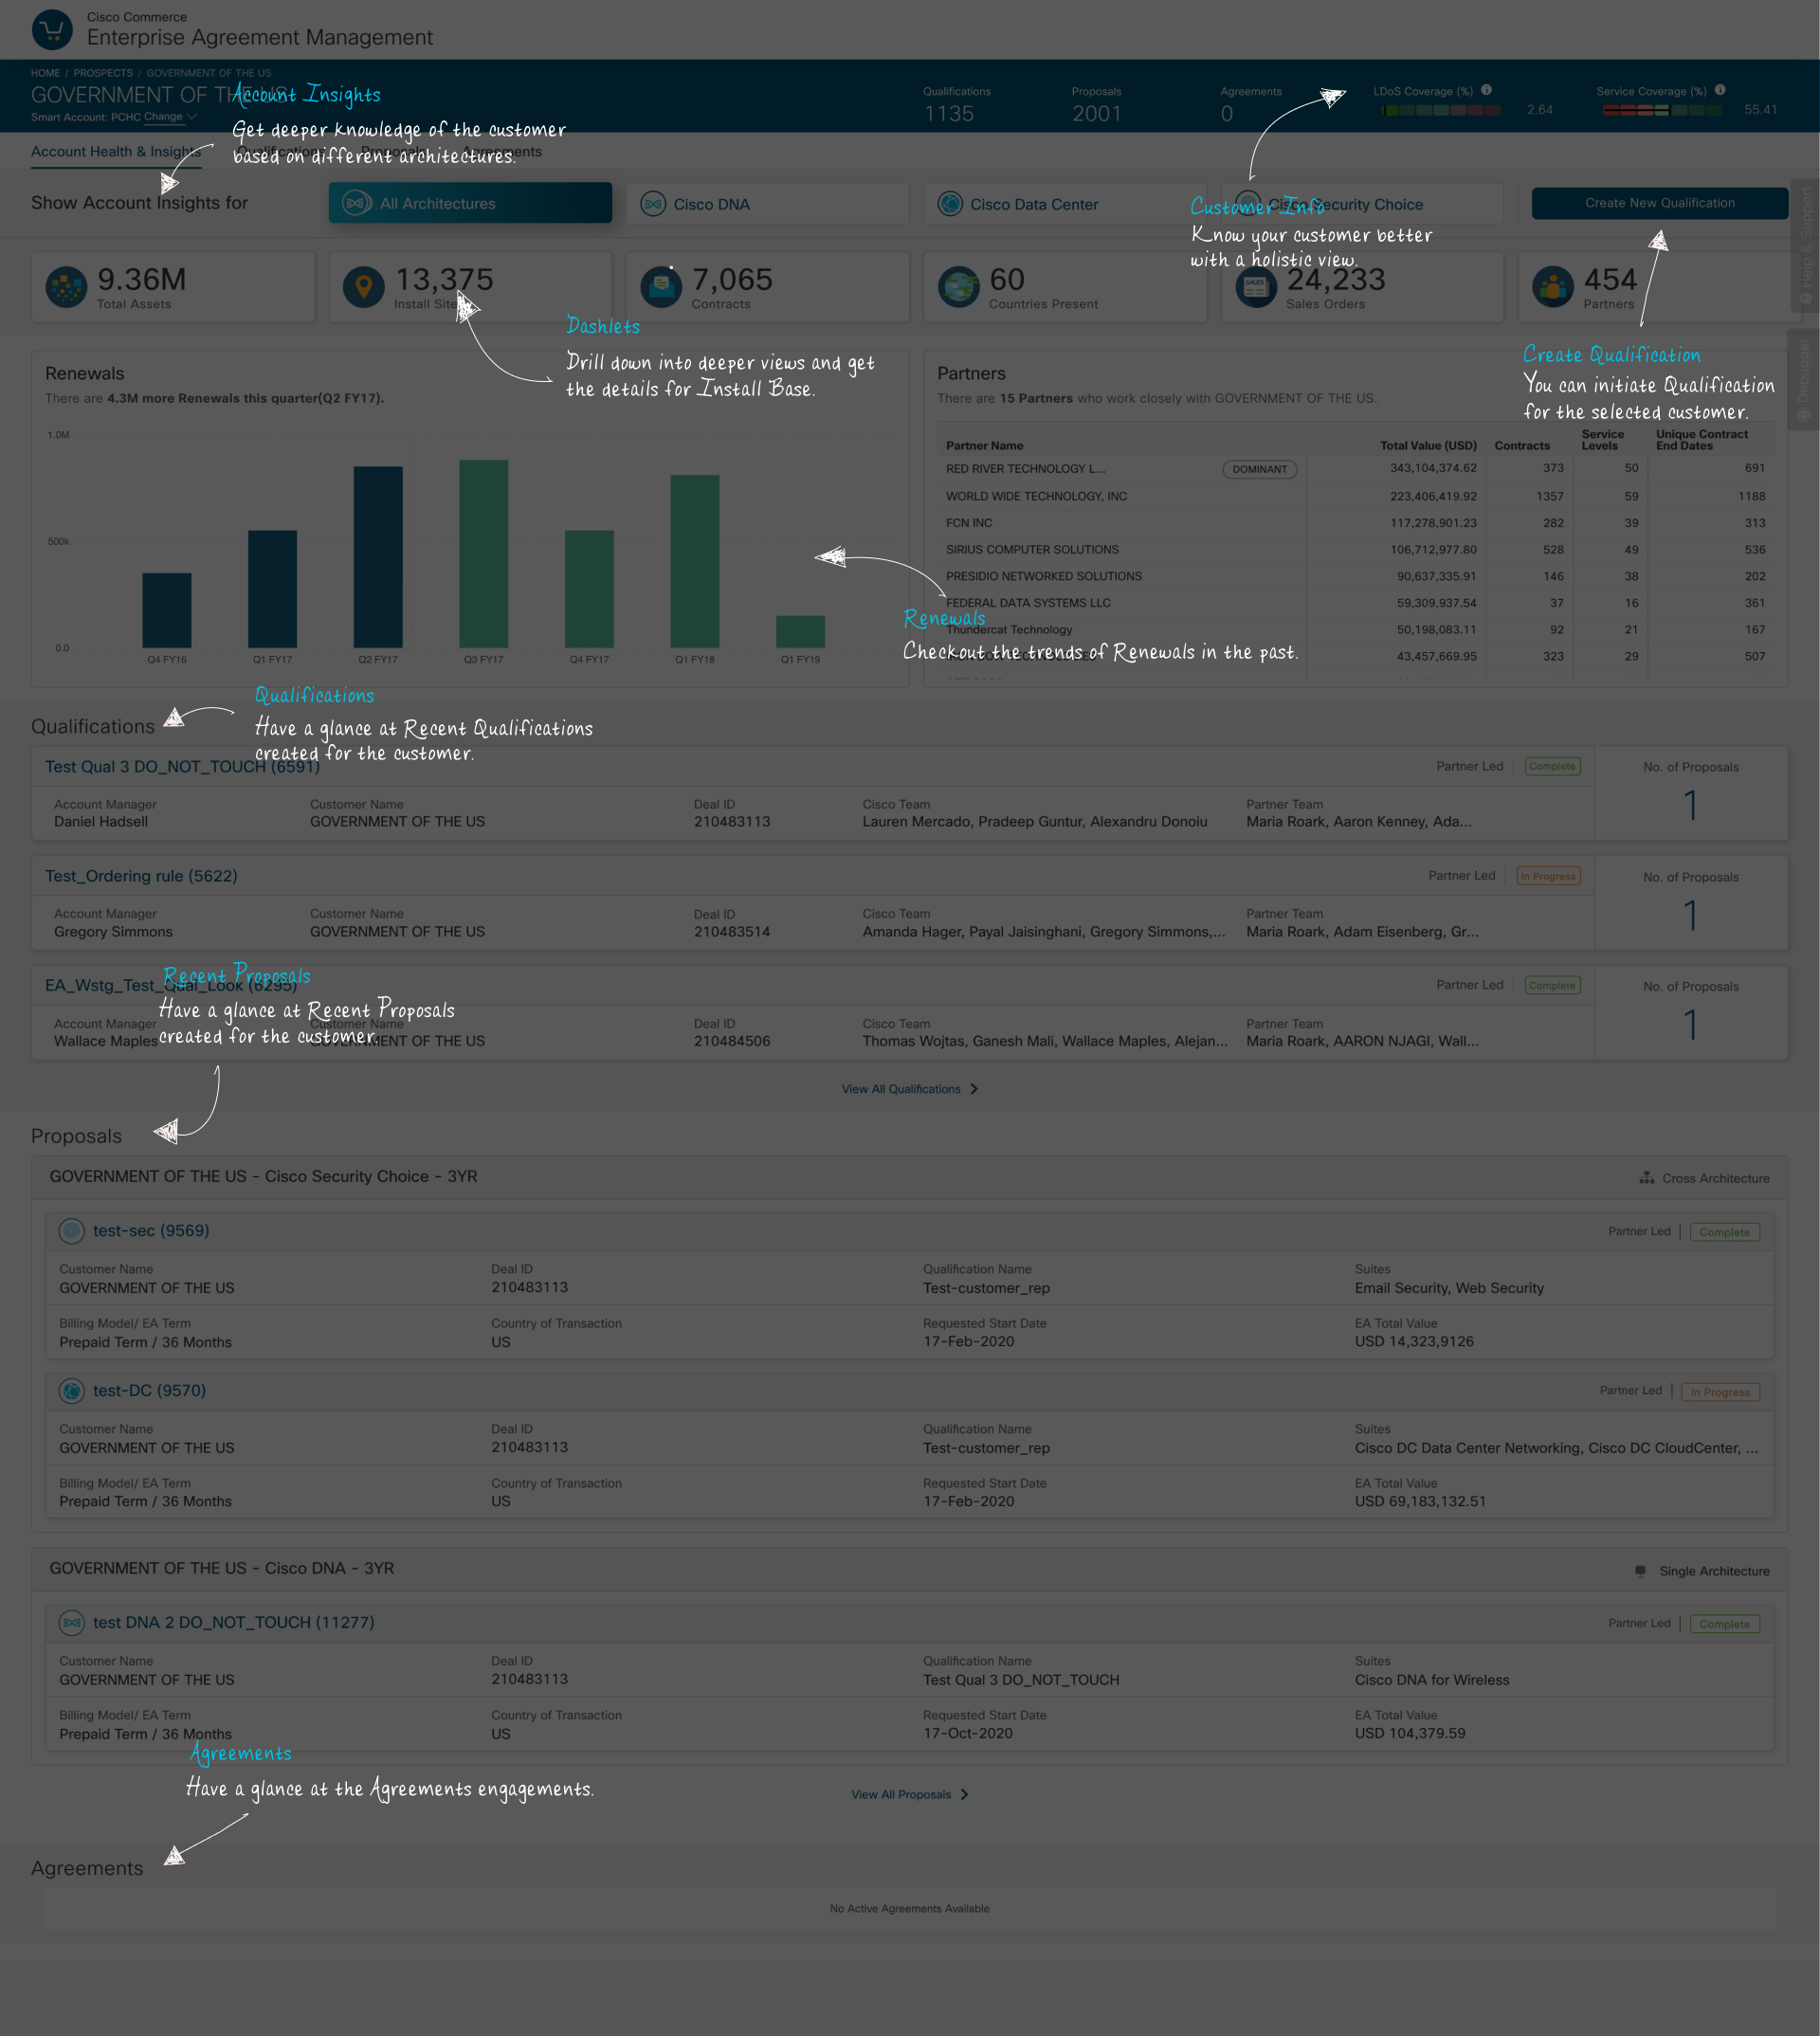 Cisco Commerce
Enterprise Agreement Management
HOME / PROSPECTS / GOVERNMENT OF THE US
GOVERNMENT OF THE US
Smart Account: PCHC Change
Qualifications
1135
Proposals
2001
Agreements
0
LDoS Coverage (%)
2.64
Service Coverage (%)
55.41
Account Insights
Get deeper knowledge of the customer
based on different architectures.
Account Health & Insights Qualifications Proposals Agreements
Show Account Insights for
All Architectures
Cisco DNA
Cisco Data Center
Cisco Security Choice
Create New Qualification
Customer Info
Know your customer better
with a holistic view.
Help & Support
Debugger
9.36M
Total Assets
13,375
Install Sites
7,065
Contracts
60
Countries Present
SALES
24,233
Sales Orders
454
Partners
Dashlets
Drill down into deeper views and get
the details for Install Base.
Create Qualification
You can initiate Qualification
for the selected customer.
Renewals
There are 4.3M more Renewals this quarter(Q2 FY17).
1.0M
500k
0.0
Q4 FY16 Q1 FY17 Q2 FY17 Q3 FY17 Q4 FY17 Q1 FY18 Q1 FY19
Partners
There are 15 Partners who work closely with GOVERNMENT OF THE US.
Partner Name Total Value (USD) Contracts Service Levels Unique Contract End Dates
RED RIVER TECHNOLOGY L... DOMINANT 343,104,374.62 373 50 691
WORLD WIDE TECHNOLOGY, INC 223,406,419.92 1357 59 1188
FCN INC 117,278,901.23 282 39 313
SIRIUS COMPUTER SOLUTIONS 106,712,977.80 528 49 536
PRESIDIO NETWORKED SOLUTIONS 90,637,335.91 146 38 202
FEDERAL DATA SYSTEMS LLC 59,309,937.54 37 16 361
Thundercat Technology 50,198,083.11 92 21 167
43,457,669.95 323 29 507
Renewals
Checkout the trends of Renewals in the past.
Qualifications
Qualifications
Have a glance at Recent Qualifications
created for the customer.
Test Qual 3 DO_NOT_TOUCH (6591)
Partner Led Complete
No. of Proposals
1
Account Manager Customer Name Deal ID Cisco Team Partner Team
Daniel Hadsell GOVERNMENT OF THE US 210483113 Lauren Mercado, Pradeep Guntur, Alexandru Donoiu Maria Roark, Aaron Kenney, Ada...
Test_Ordering rule (5622)
Partner Led In Progress
No. of Proposals
1
Account Manager Customer Name Deal ID Cisco Team Partner Team
Gregory Simmons GOVERNMENT OF THE US 210483514 Amanda Hager, Payal Jaisinghani, Gregory Simmons,... Maria Roark, Adam Eisenberg, Gr...
Recent Proposals
Have a glance at Recent Proposals
created for the customer.
EA_Wstg_Test_Qual_Look (6295)
Partner Led Complete
No. of Proposals
1
Account Manager Customer Name Deal ID Cisco Team Partner Team
Wallace Maples GOVERNMENT OF THE US 210484506 Thomas Wojtas, Ganesh Mali, Wallace Maples, Alejan... Maria Roark, AARON NJAGI, Wall...
View All Qualifications
Proposals
GOVERNMENT OF THE US - Cisco Security Choice - 3YR
Cross Architecture
test-sec (9569)
Partner Led Complete
Customer Name Deal ID Qualification Name Suites
GOVERNMENT OF THE US 210483113 Test-customer_rep Email Security, Web Security
Billing Model/ EA Term Country of Transaction Requested Start Date EA Total Value
Prepaid Term / 36 Months US 17-Feb-2020 USD 14,323,9126
test-DC (9570)
Partner Led In Progress
Customer Name Deal ID Qualification Name Suites
GOVERNMENT OF THE US 210483113 Test-customer_rep Cisco DC Data Center Networking, Cisco DC CloudCenter, ...
Billing Model/ EA Term Country of Transaction Requested Start Date EA Total Value
Prepaid Term / 36 Months US 17-Feb-2020 USD 69,183,132.51
GOVERNMENT OF THE US - Cisco DNA - 3YR
Single Architecture
test DNA 2 DO_NOT_TOUCH (11277)
Partner Led Complete
Customer Name Deal ID Qualification Name Suites
GOVERNMENT OF THE US 210483113 Test Qual 3 DO_NOT_TOUCH Cisco DNA for Wireless
Billing Model/ EA Term Country of Transaction Requested Start Date EA Total Value
Prepaid Term / 36 Months US 17-Oct-2020 USD 104,379.59
Agreements
Have a glance at the Agreements engagements.
View All Proposals
Agreements
No Active Agreements Available